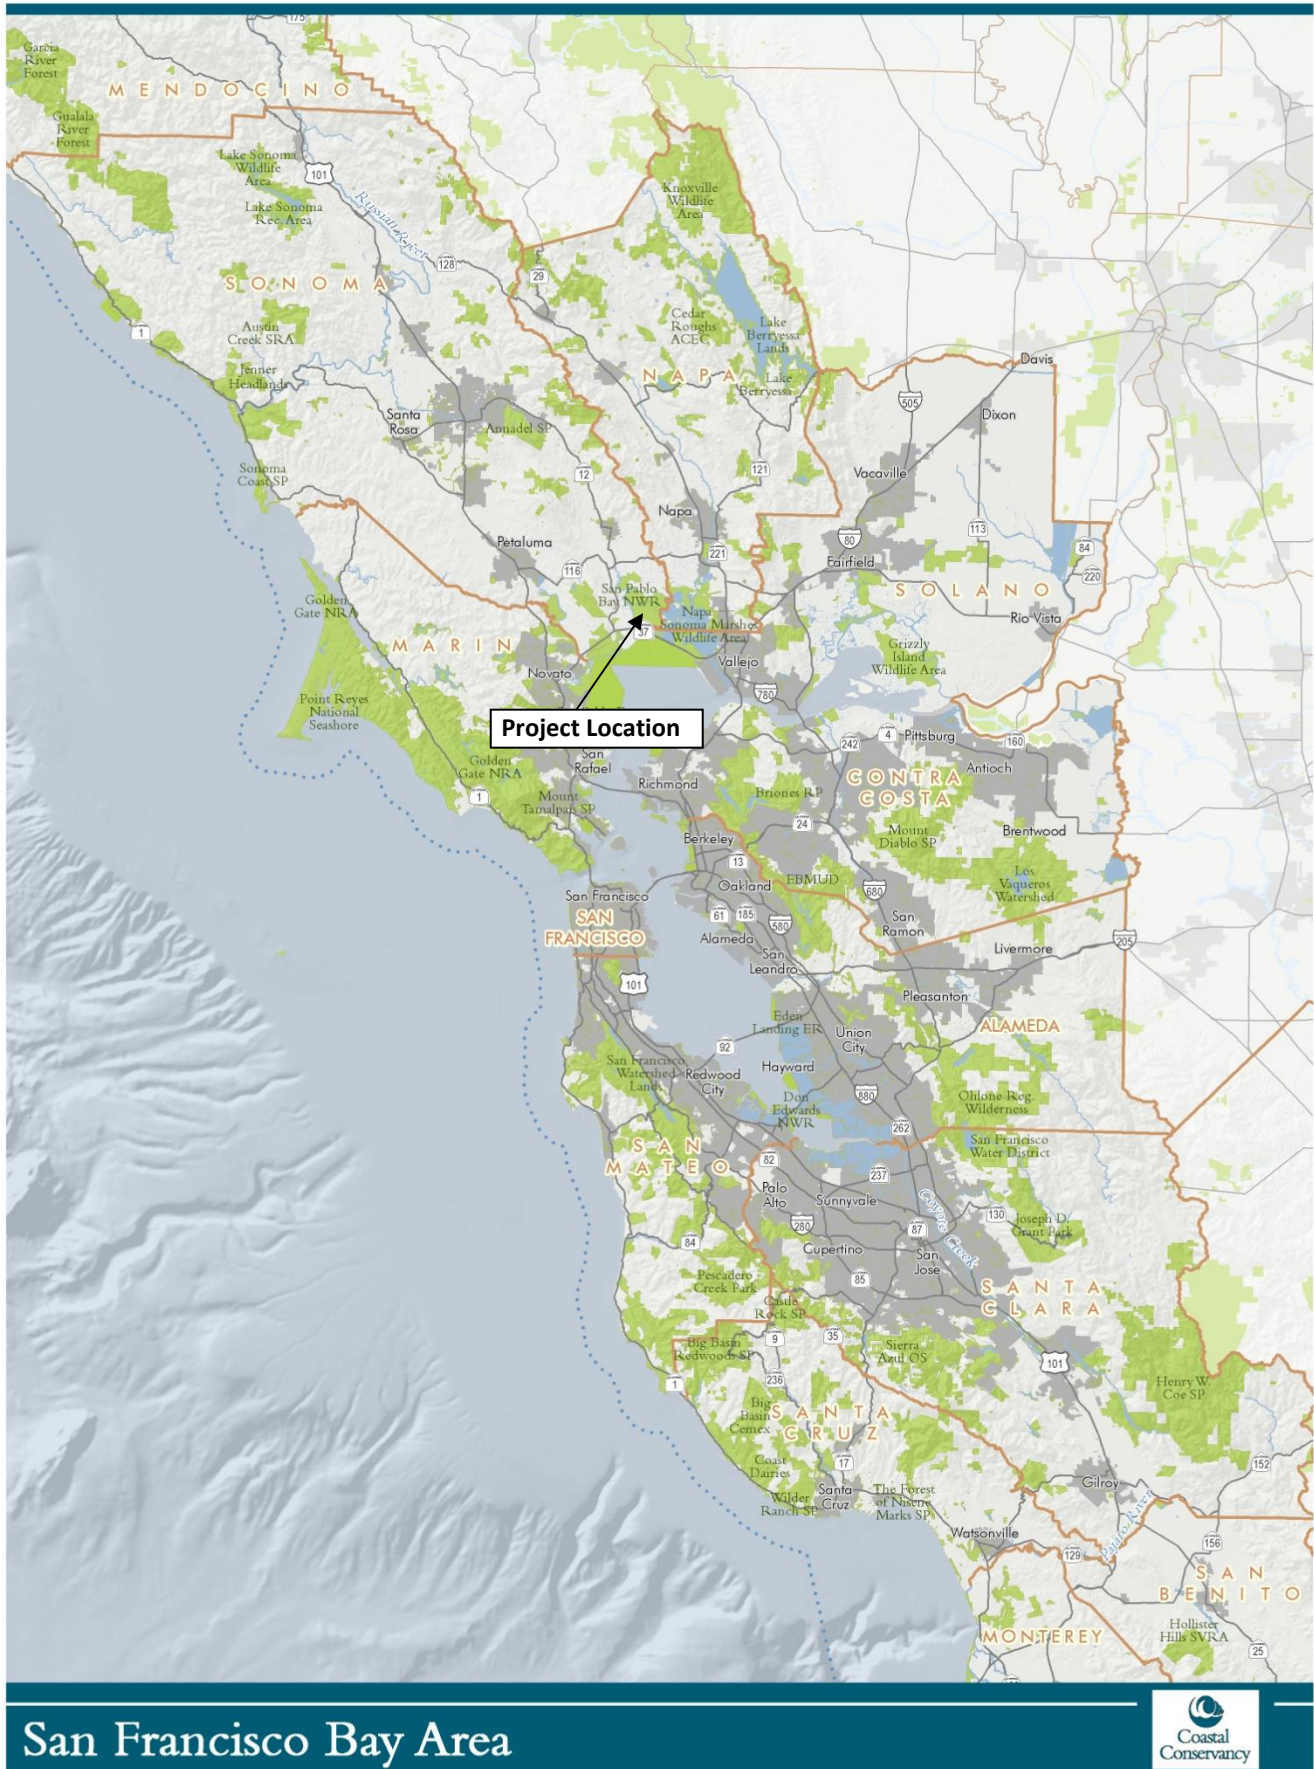 175
Garcia
River
Forest
MENDOCINO
Gualala
River
Forest
Lake Sonoma
Wildlife
Area
101
Lake Sonoma
Rec. Area
Russian River
Knoxville
Wildlife
Area
128
29
SONOMA
1
Austin
Creek SRA
Cedar
Roughs
ACEC
Lake
Berryessa
Lands
Jenner
Headlands
NAPA
Lake
Berryessa
Davis
505
Dixon
Santa
Rosa
Annadel SP
Sonoma
Coast SP
12
121
Vacaville
Napa
113
Petaluma
221
80
Fairfield
84
220
116
San Pablo
Bay NWR
SOLANO
Golden
Gate NRA
Napa
Sonoma Marshes
Wildlife Area
Rio Vista
37
MARIN
Grizzly
Island
Wildlife Area
Novato
Vallejo
780
Point Reyes
National
Seashore
Project Location
242
4
Pittsburg
160
San
Rafael
Golden
Gate NRA
Antioch
Richmond
CONTRA
COSTA
1
Mount
Tamalpais SP
Briones RP
24
Mount
Diablo SP
Brentwood
Berkeley
13
Oakland
EBMUD
680
Los
Vaqueros
Watershed
San Francisco
SAN
FRANCISCO
61
185
580
San
Ramon
Alameda
205
Livermore
San
Leandro
101
Pleasanton
Eden
Landing ER
Union
City
ALAMEDA
92
San Francisco
Watershed
Lands
Redwood
City
Hayward
880
Don
Edwards
NWR
Ohlone Reg.
Wilderness
262
San Francisco
Water District
SAN
MATEO
82
237
Palo
Alto
Sunnyvale
Coyote Creek
130
Joseph D.
Grant Park
280
87
84
Cupertino
San
Jose
85
Pescadero
Creek Park
SANTA
CLARA
Castle
Rock SP
9
35
Big Basin
Redwoods SP
Sierra
Azul OS
101
1
236
Henry W.
Coe SP
Big
Basin
Cemex
SANTA
CRUZ
Coast
Dairies
17
152
Gilroy
Wilder
Ranch SP
Santa
Cruz
The Forest
of Nisene
Marks SP
Pajaro River
Watsonville
129
156
SAN
BENITO
MONTEREY
Hollister
Hills SVRA
25
San Francisco Bay Area
Coastal
Conservancy